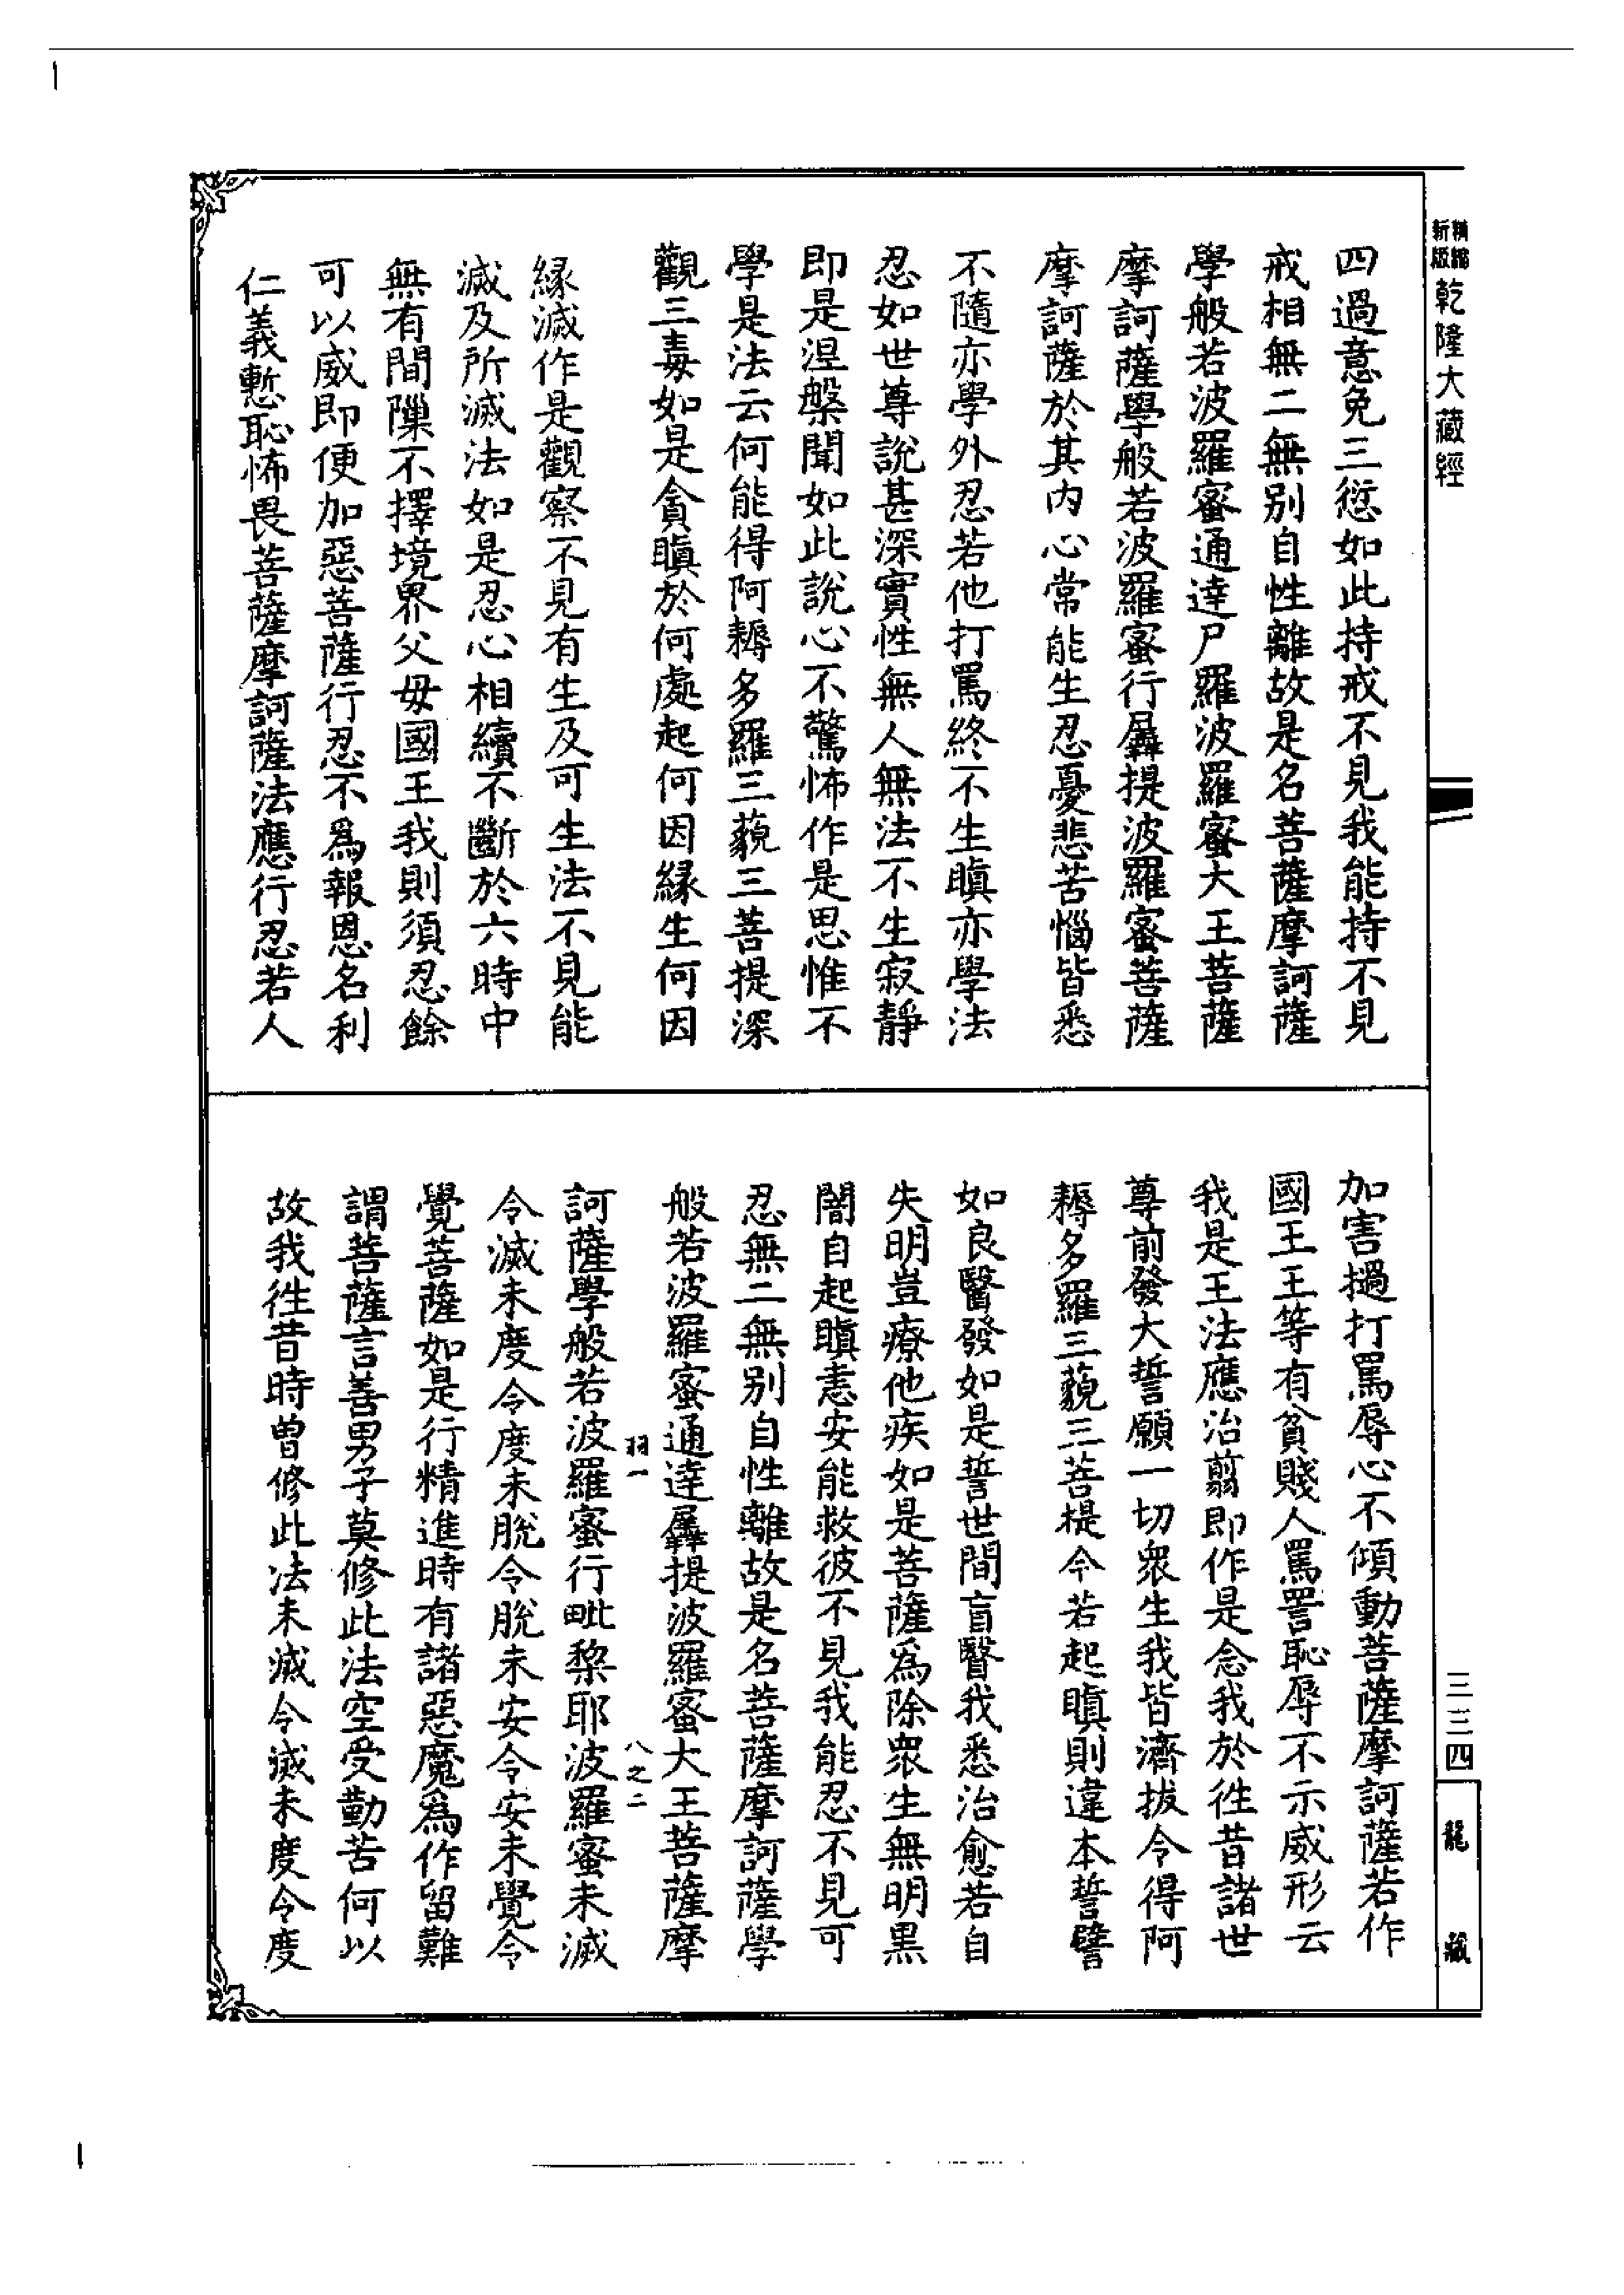 精縮
新版
乾隆大藏經
三三四
龍藏
四過意免三愆如此持戒不見我能持不見
戒相無二無別自性離故是名菩薩摩訶薩
學般若波羅蜜通達尸羅波羅蜜大王菩薩
摩訶薩學般若波羅蜜行羼提波羅蜜菩薩
摩訶薩於其内心常能生忍憂悲苦惱皆悉
不隨亦學外忍若他打罵終不生瞋亦學法
忍如世尊說甚深實性無人無法不生寂靜
即是涅槃聞如此說心不驚怖作是思惟不
學是法云何能得阿耨多羅三藐三菩提深
觀三毒如是貪瞋於何處起何因緣生何因
緣滅作是觀察不見有生及可生法不見能
滅及所滅法如是忍心相續不斷於六時中
無有間隟不擇境界父母國王我則須忍餘
可以威即便加惡菩薩行忍不爲報恩名利
仁義慙恥怖畏菩薩摩訶薩法應行忍若人
加害撾打罵辱心不傾動菩薩摩訶薩若作
國王王等有貧賤人罵詈恥辱不示威形云
我是王法應治翦即作是念我於徃昔諸世
尊前發大誓願一切衆生我皆濟拔令得阿
耨多羅三藐三菩提今若起瞋則違本誓譬
如良醫發如是誓世間盲瞖我悉治愈若自
失明豈療他疾如是菩薩爲除衆生無明黑
闇自起瞋恚安能救彼不見我能忍不見可
忍無二無別自性離故是名菩薩摩訶薩學
般若波羅蜜通達羼提波羅蜜大王菩薩摩
羽一 八之二
訶薩學般若波羅蜜行毗黎耶波羅蜜未滅
令滅未度令度未脫令脫未安令安未覺令
覺菩薩如是行精進時有諸惡魔爲作留難
謂菩薩言善男子莫修此法空受勤苦何以
故我徃昔時曽修此法未滅令滅未度令度